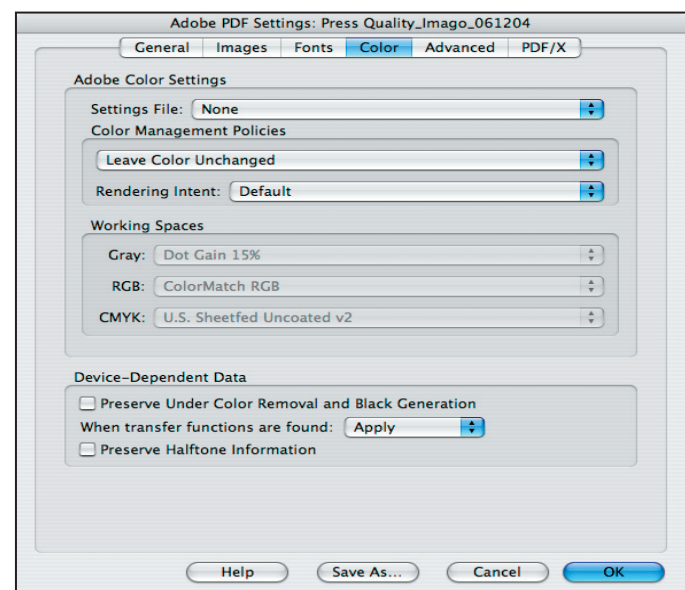 Adobe PDF Settings: Press Quality_Imago_061204
General Images Fonts Color Advanced PDF/X
Adobe Color Settings
Settings File: None
Color Management Policies
Leave Color Unchanged
Rendering Intent: Default
Working Spaces
Gray: Dot Gain 15%
RGB: ColorMatch RGB
CMYK: U.S. Sheetfed Uncoated v2
Device-Dependent Data
Preserve Under Color Removal and Black Generation
When transfer functions are found: Apply
Preserve Halftone Information
Help Save As... Cancel OK